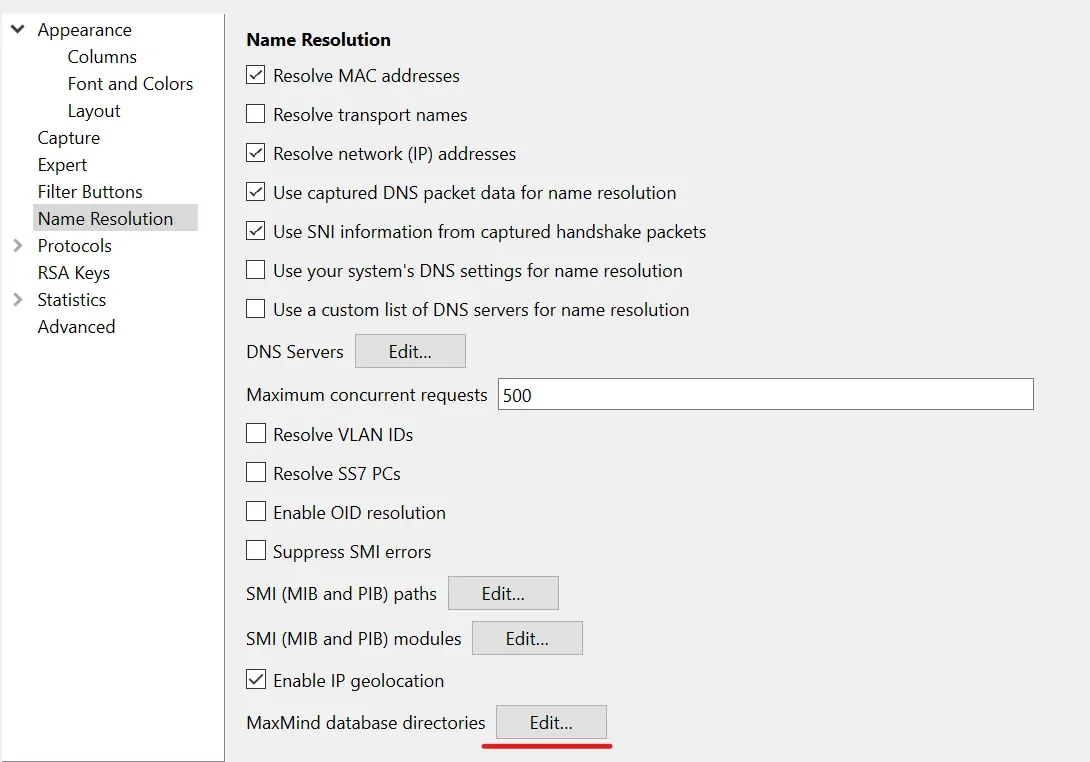 Appearance
Columns
Font and Colors
Layout
Capture
Expert
Filter Buttons
Name Resolution
Protocols
RSA Keys
Statistics
Advanced
Name Resolution
Resolve MAC addresses
Resolve transport names
Resolve network (IP) addresses
Use captured DNS packet data for name resolution
Use SNI information from captured handshake packets
Use your system's DNS settings for name resolution
Use a custom list of DNS servers for name resolution
DNS Servers Edit...
Maximum concurrent requests 500
Resolve VLAN IDs
Resolve SS7 PCs
Enable OID resolution
Suppress SMI errors
SMI (MIB and PIB) paths Edit...
SMI (MIB and PIB) modules Edit...
Enable IP geolocation
MaxMind database directories Edit...